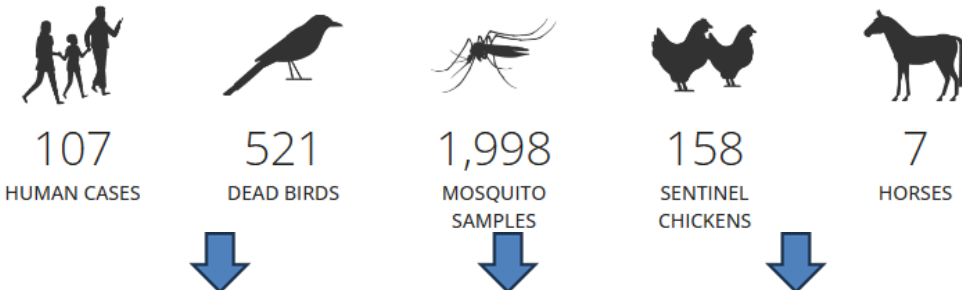 107 521 1,998 158 7
HUMAN CASES DEAD BIRDS MOSQUITO SENTINEL HORSES
SAMPLES CHICKENS